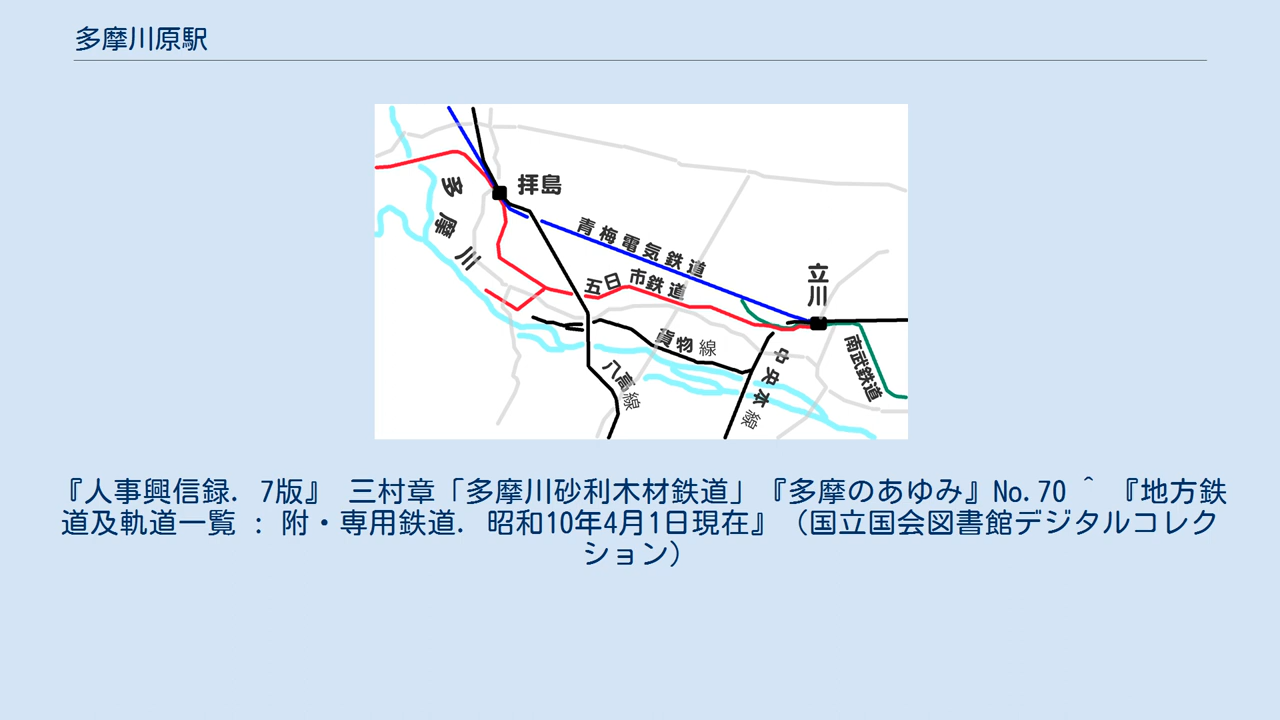 多摩川原駅
拝島
多摩川
青梅電気鉄道
五日市鉄道
立川
貨物線
八高線
中央本線
南武鉄道
『人事興信録. 7版』 三村章「多摩川砂利木材鉄道」『多摩のあゆみ』No.70 ^ 『地方鉄
道及軌道一覧 : 附・専用鉄道. 昭和10年4月1日現在』（国立国会図書館デジタルコレク
ション）